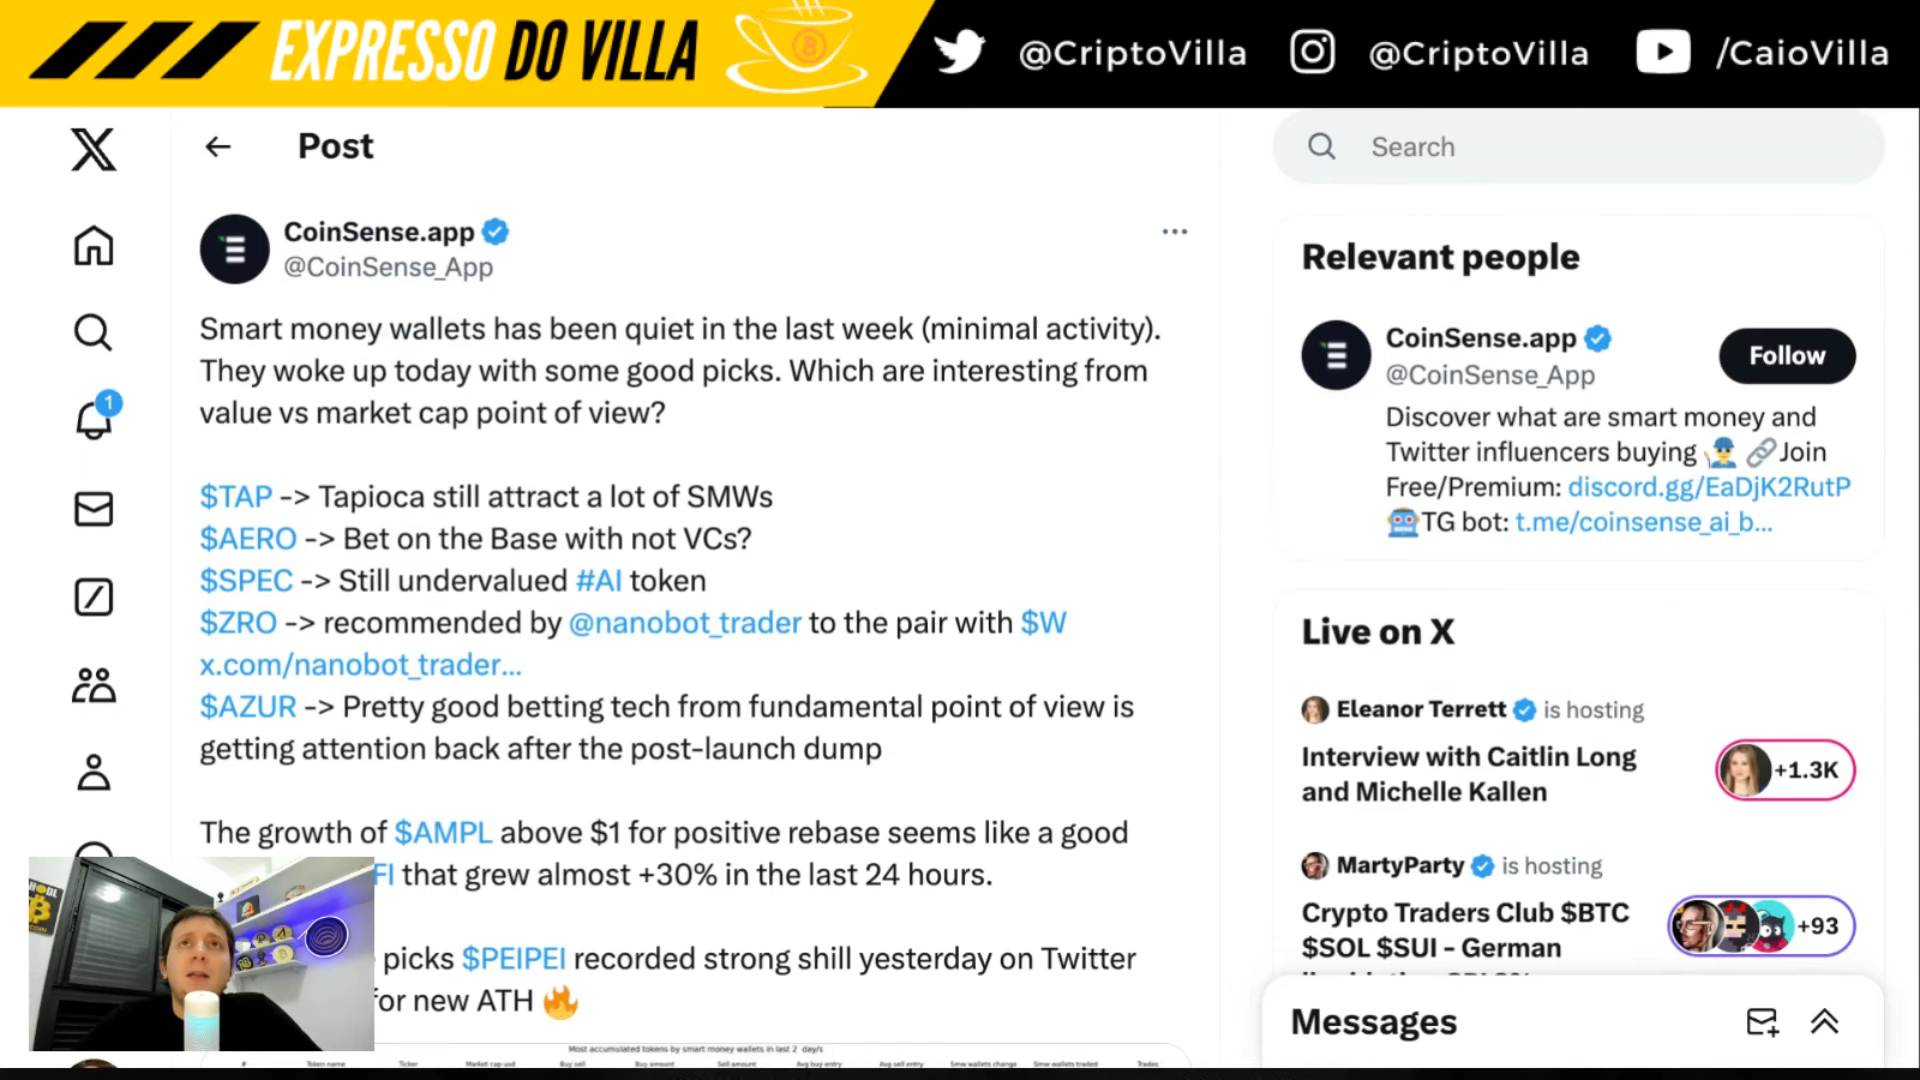 EXPRESSO DO VILLA
@CriptoVilla
@CriptoVilla
/CaioVilla
Post
Search
CoinSense.app
@CoinSense_App
Smart money wallets has been quiet in the last week (minimal activity).
They woke up today with some good picks. Which are interesting from
value vs market cap point of view?
$TAP -> Tapioca still attract a lot of SMWs
$AERO -> Bet on the Base with not VCs?
$SPEC -> Still undervalued #AI token
$ZRO -> recommended by @nanobot_trader to the pair with $W
x.com/nanobot_trader...
$AZUR -> Pretty good betting tech from fundamental point of view is
getting attention back after the post-launch dump
The growth of $AMPL above $1 for positive rebase seems like a good
FI that grew almost +30% in the last 24 hours.
picks $PEIPEI recorded strong shill yesterday on Twitter
for new ATH
Most accumulated tokens by smart money wallets in last 2 day/s
# Token name Ticker Market cap usd Buy sell Buy amount Sell amount Avg buy entry Avg sell entry Smw wallets change Smw wallets traded Trades
1
Relevant people
CoinSense.app
@CoinSense_App
Follow
Discover what are smart money and
Twitter influencers buying Join
Free/Premium: discord.gg/EaDjK2RutP
TG bot: t.me/coinsense_ai_b...
Live on X
Eleanor Terrett is hosting
Interview with Caitlin Long
and Michelle Kallen
+1.3K
MartyParty is hosting
Crypto Traders Club $BTC
$SOL $SUI - German
+93
Messages
HODL